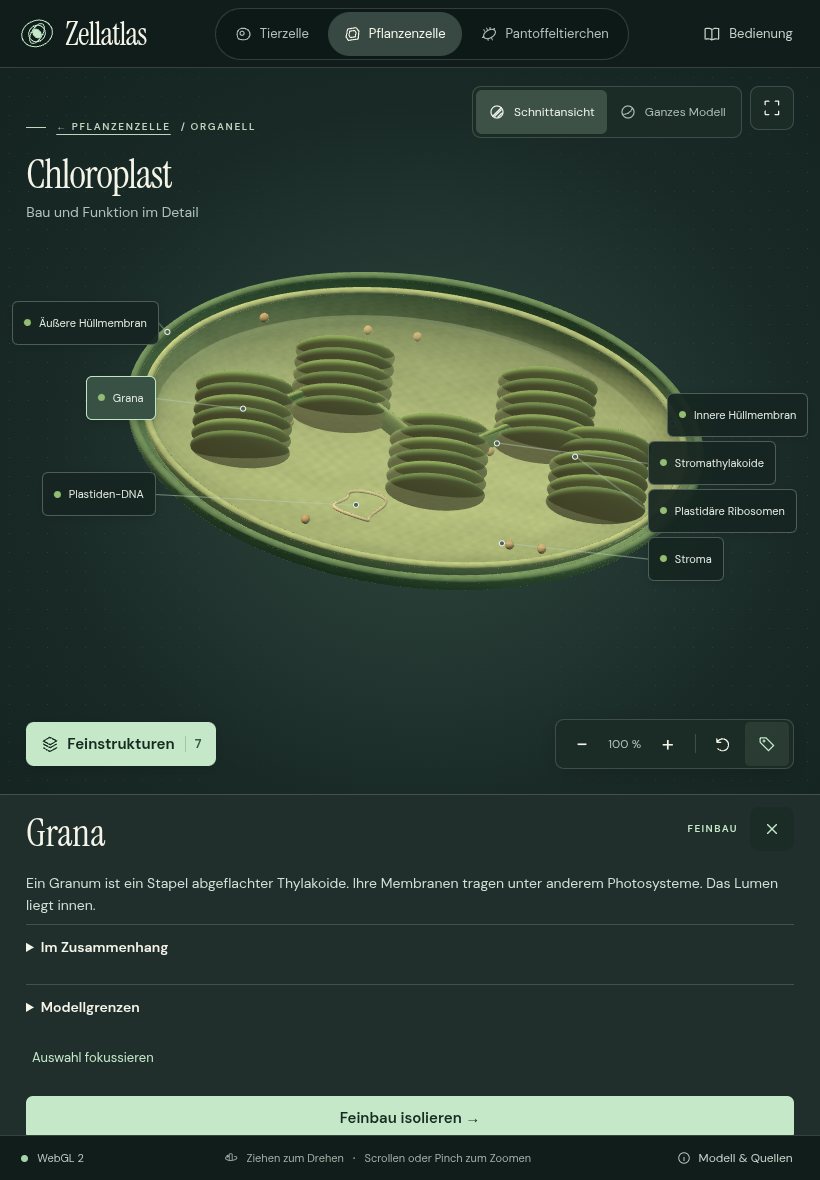 Zellatlas
Tierzelle
Pflanzenzelle
Pantoffeltierchen
Bedienung
← PFLANZENZELLE / ORGANELL
Schnittansicht
Ganzes Modell
Chloroplast
Bau und Funktion im Detail
Äußere Hüllmembran
Grana
Plastiden-DNA
Innere Hüllmembran
Stromathylakoide
Plastidäre Ribosomen
Stroma
Feinstrukturen 7
− 100 % +
Grana
FEINBAU
Ein Granum ist ein Stapel abgeflachter Thylakoide. Ihre Membranen tragen unter anderem Photosysteme. Das Lumen
liegt innen.
Im Zusammenhang
Modellgrenzen
Auswahl fokussieren
Feinbau isolieren →
WebGL 2
Ziehen zum Drehen · Scrollen oder Pinch zum Zoomen
Modell & Quellen